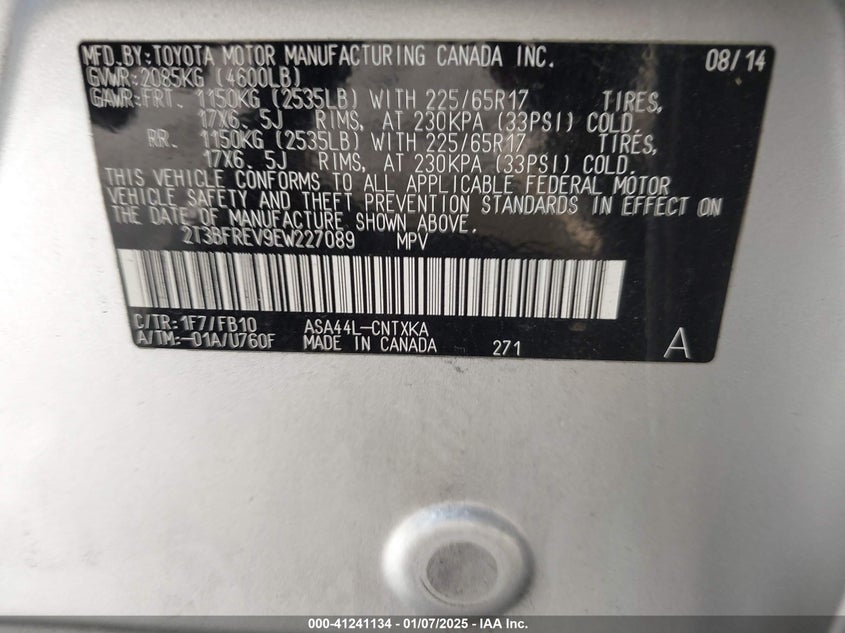 MFD.BY:TOYOTA MOTOR MANUFACTURING CANADA INC. 08/14
GVWR:2085KG (4600LB)
GAWR:FRT. 1150KG (2535LB) WITH 225/65R17 TIRES,
17X6.5J RIMS, AT 230KPA (33PSI) COLD.
RR. 1150KG (2535LB) WITH 225/65R17 TIRES,
17X6.5J RIMS, AT 230KPA (33PSI) COLD.
THIS VEHICLE CONFORMS TO ALL APPLICABLE FEDERAL MOTOR
VEHICLE SAFETY AND THEFT PREVENTION STANDARDS IN EFFECT ON
THE DATE OF MANUFACTURE SHOWN ABOVE.
2T3BFREV9EW227089 MPV
C/TR:1F7/FB10 ASA44L-CNTXKA
A/TM:-01A/U760F MADE IN CANADA 271 A
000-41241134 - 01/07/2025 - IAA Inc.